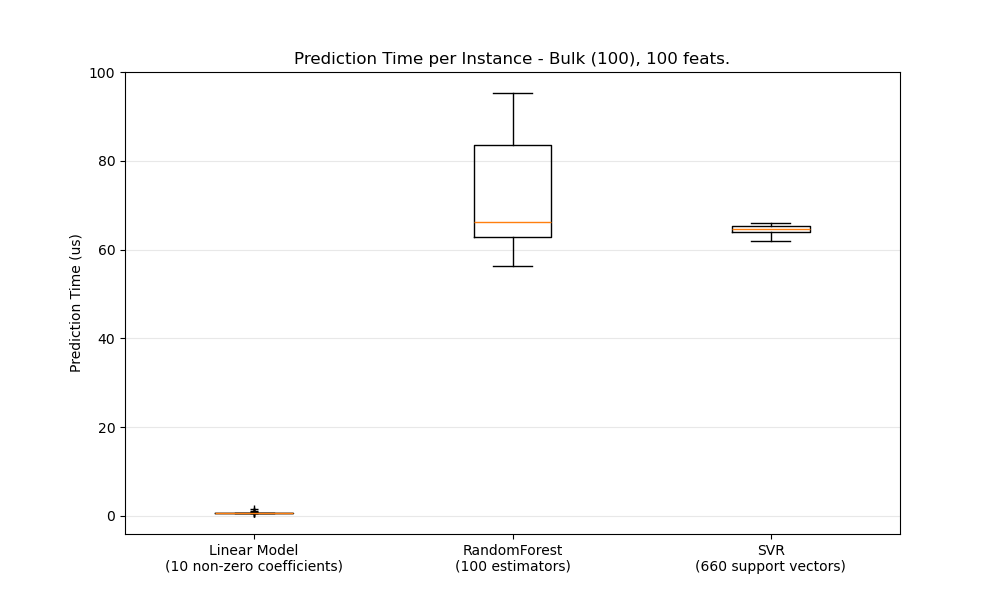 Prediction Time per Instance - Bulk (100), 100 feats.
100
80
60
40
20
0
Prediction Time (us)
Linear Model
(10 non-zero coefficients)
RandomForest
(100 estimators)
SVR
(660 support vectors)